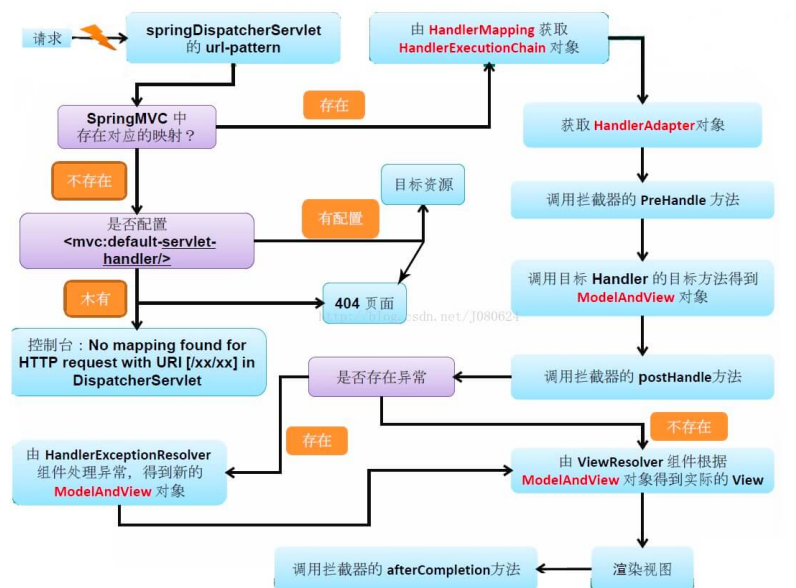 请求
springDispatcherServlet
的 url-pattern
由 HandlerMapping 获取
HandlerExecutionChain 对象
SpringMVC 中
存在对应的映射？
存在
获取 HandlerAdapter对象
不存在
目标资源
调用拦截器的 PreHandle 方法
是否配置
<mvc:default-servlet-
handler/>
有配置
调用目标 Handler 的目标方法得到
ModelAndView 对象
木有
404 页面
http://blog.csdn.net/J080624
控制台：No mapping found for
HTTP request with URI [/xx/xx] in
DispatcherServlet
是否存在异常
调用拦截器的 postHandle方法
存在
不存在
由 HandlerExceptionResolver
组件处理异常，得到新的
ModelAndView 对象
由 ViewResolver 组件根据
ModelAndView 对象得到实际的 View
调用拦截器的 afterCompletion方法
渲染视图